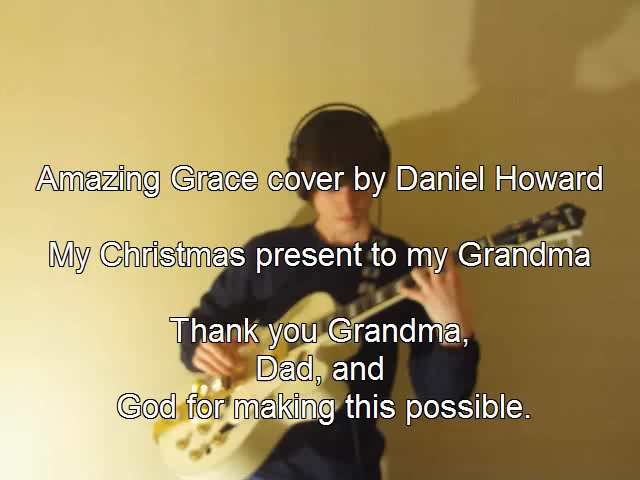 Amazing Grace cover by Daniel Howard
My Christmas present to my Grandma
Thank you Grandma,
Dad, and
God for making this possible.